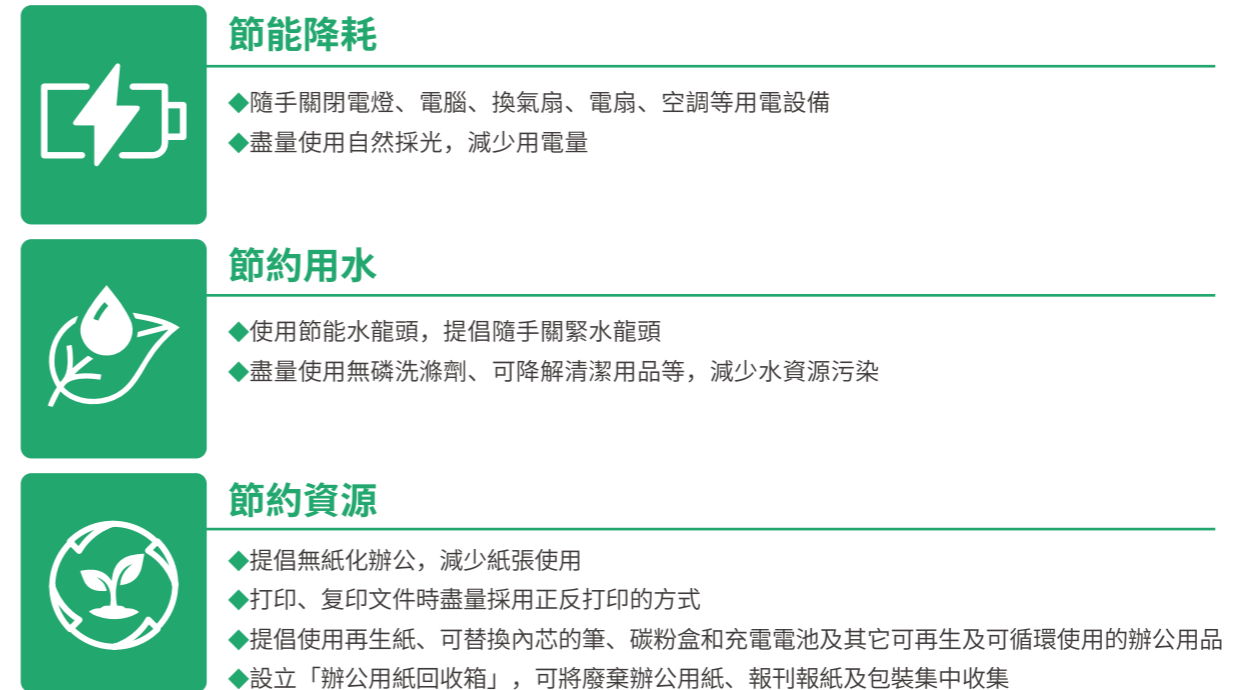 節能降耗
◆隨手關閉電燈、電腦、換氣扇、電扇、空調等用電設備
◆盡量使用自然採光，減少用電量
節約用水
◆使用節能水龍頭，提倡隨手關緊水龍頭
◆盡量使用無磷洗滌劑、可降解清潔用品等，減少水資源污染
節約資源
◆提倡無紙化辦公，減少紙張使用
◆打印、复印文件時盡量採用正反打印的方式
◆提倡使用再生紙、可替換內芯的筆、碳粉盒和充電電池及其它可再生及可循環使用的辦公用品
◆設立「辦公用紙回收箱」，可將廢棄辦公用紙、報刊報紙及包裝集中收集